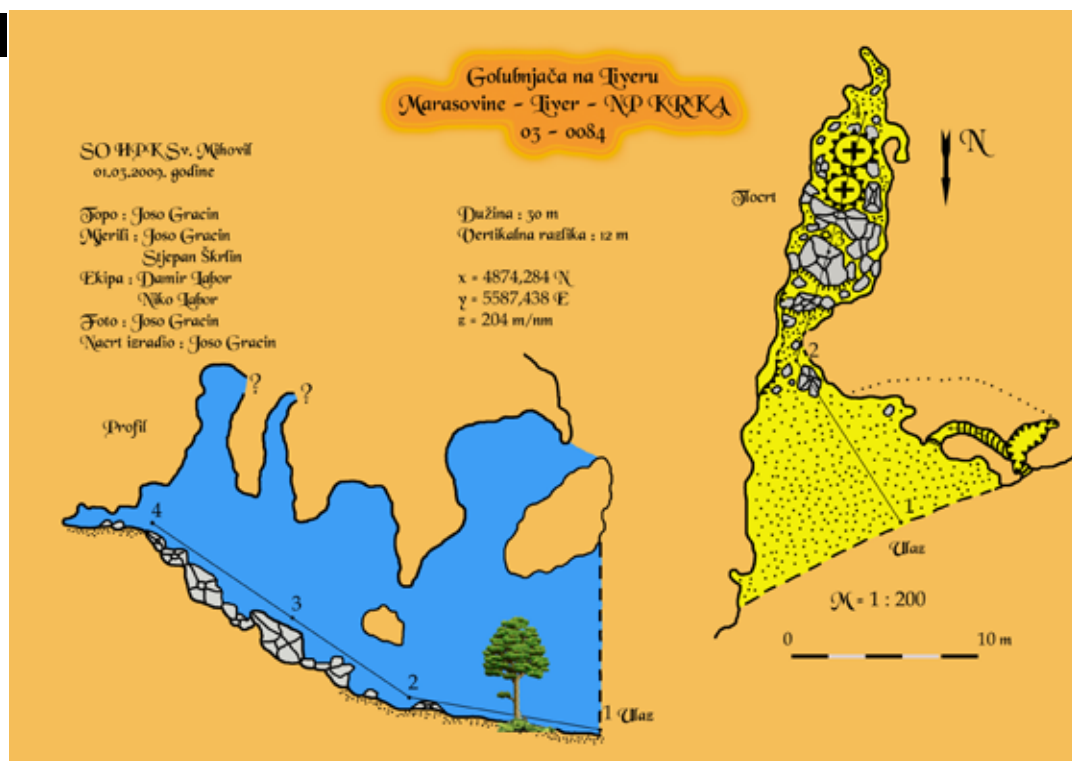 Golubnjača na Liveru
Marasovine - Liver - NP KRKA
03 - 0084
SO HPK Sv. Mihovil
01.03.2009. godine
Topo : Joso Gracin
Mjerili : Joso Gracin
Stjepan Škrlin
Ekipa : Damir Labor
Niko Labor
Foto : Joso Gracin
Nacrt izradio : Joso Gracin
Dužina : 30 m
Vertikalna razlika : 12 m
x = 4874,284 N
y = 5587,438 E
z = 204 m/nm
Tlocrt
N
2
1
Ulaz
M = 1 : 200
0 10 m
Profil
?
?
4
3
2
1 Ulaz